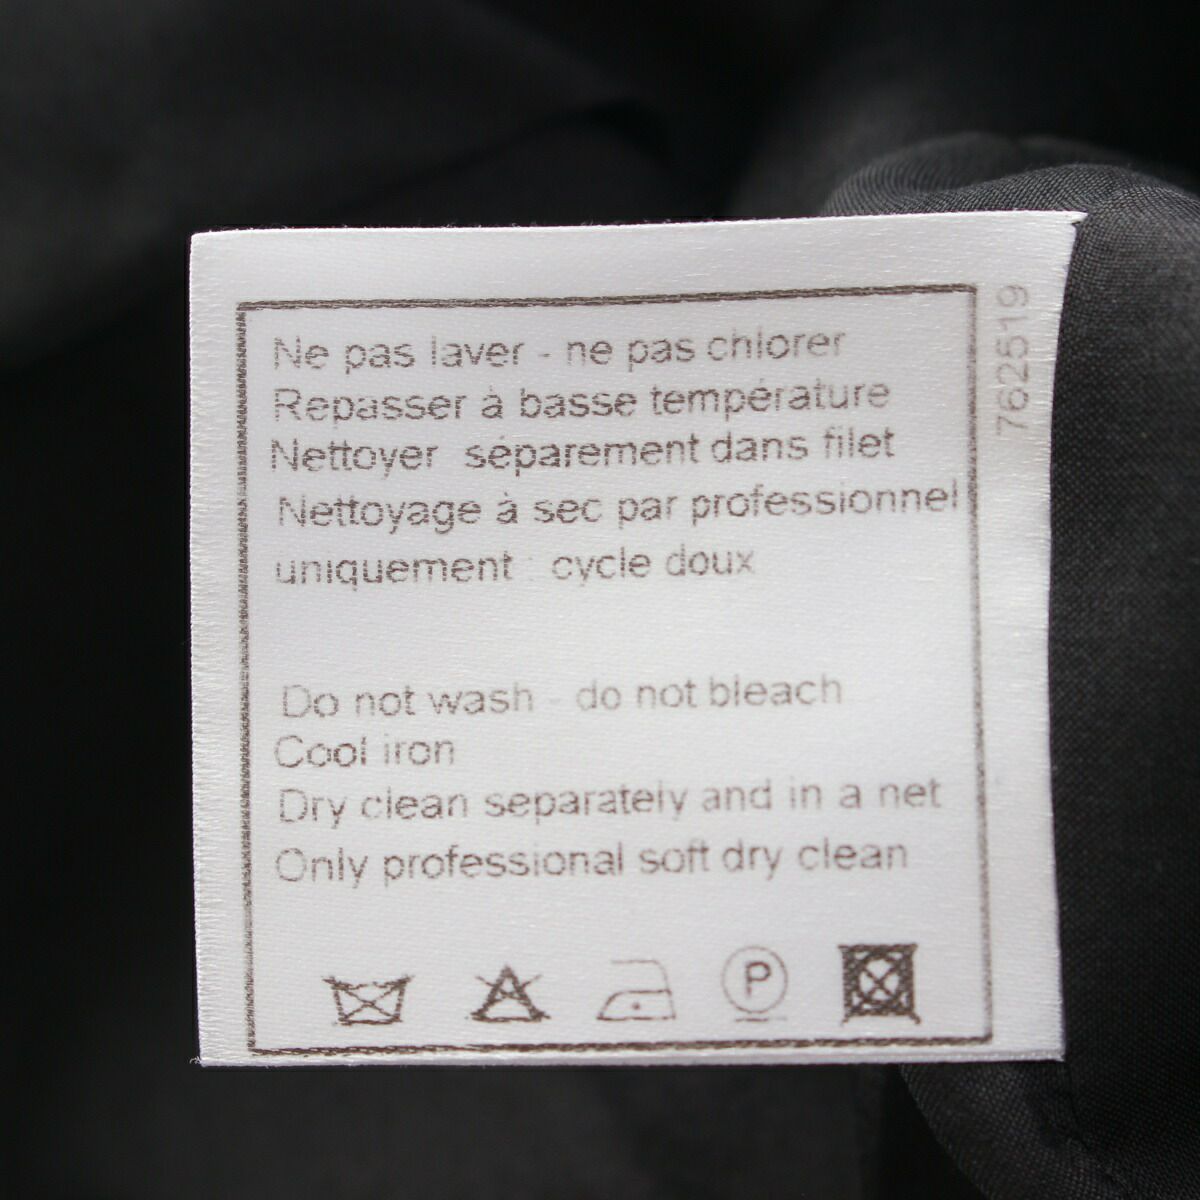 Ne pas laver - ne pas chlorer
Repasser à basse température
Nettoyer séparement dans filet
Nettoyage à sec par professionnel
uniquement : cycle doux
Do not wash - do not bleach
Cool iron
Dry clean separately and in a net
Only professional soft dry clean
P
7625519